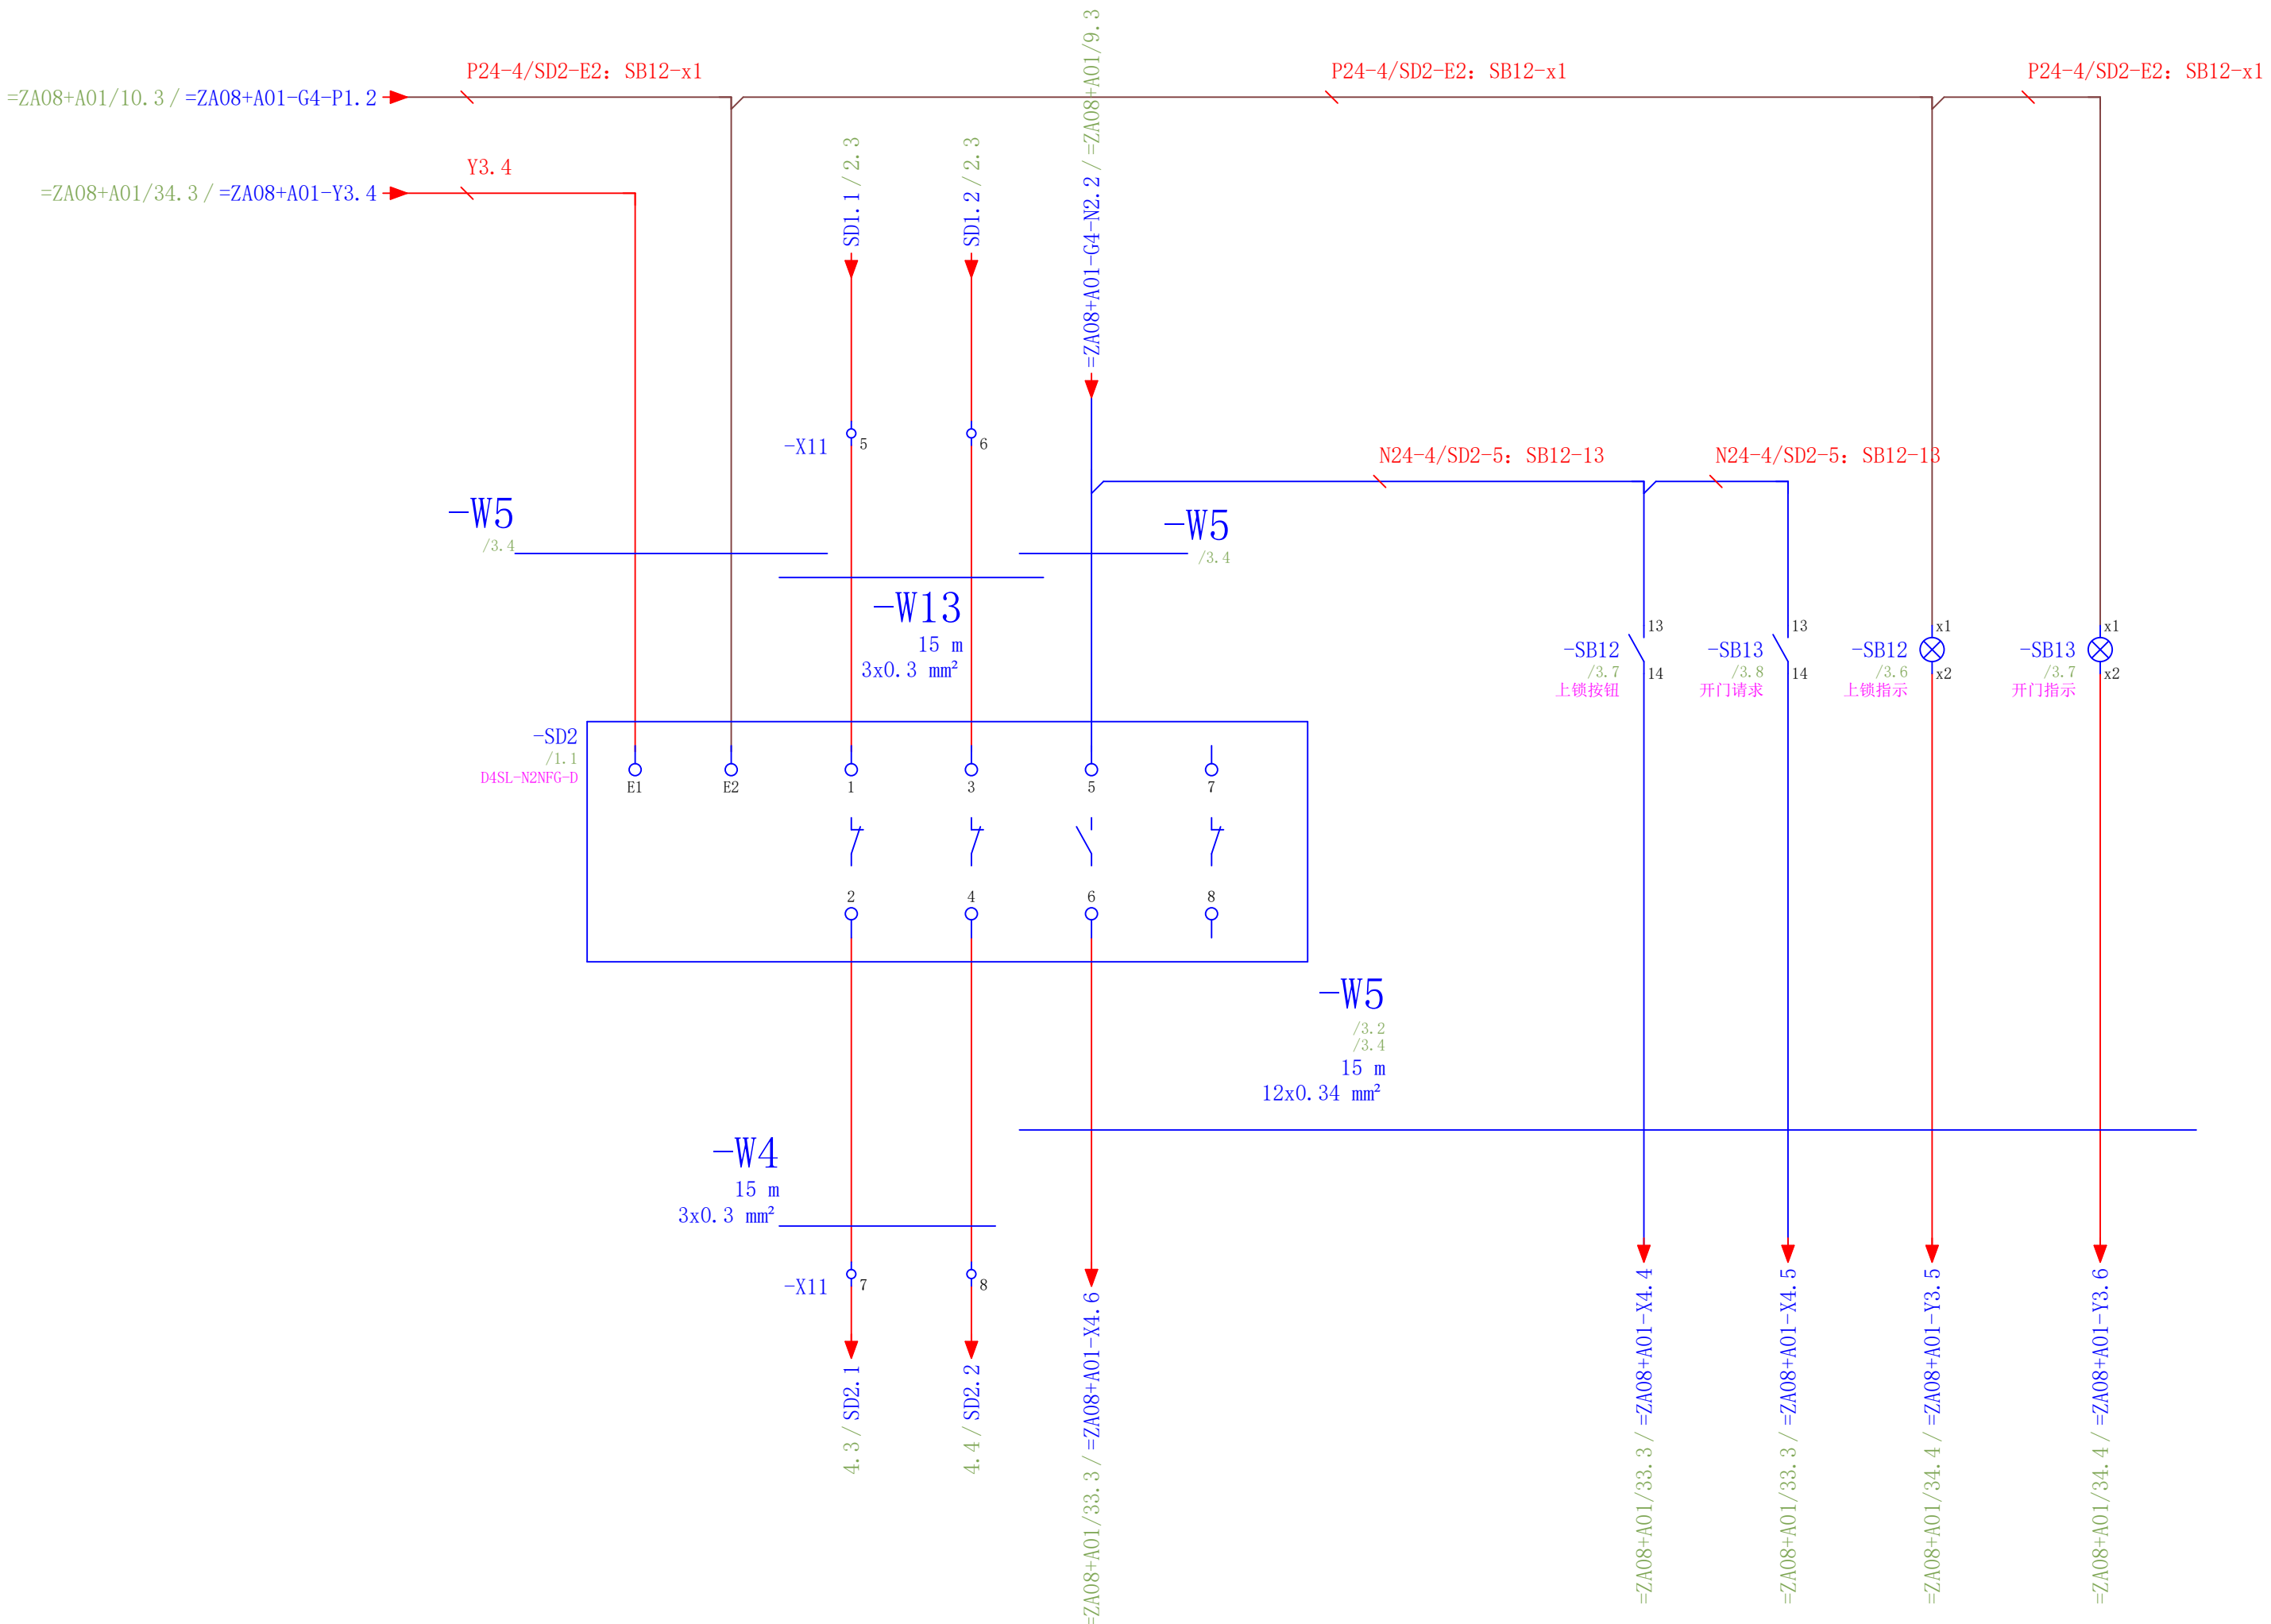 P24-4/SD2-E2: SB12-x1
P24-4/SD2-E2: SB12-x1
P24-4/SD2-E2: SB12-x1
=ZA08+A01/10.3 / =ZA08+A01-G4-P1.2
Y3.4
=ZA08+A01/34.3 / =ZA08+A01-Y3.4
SD1.1 / 2.3
SD1.2 / 2.3
=ZA08+A01-G4-N2.2 / =ZA08+A01/9.3
-X11
5
6
N24-4/SD2-5: SB12-13
N24-4/SD2-5: SB12-13
-W5
/3.4
-W5
/3.4
-W13
15 m
3x0.3 mm²
-SB12
/3.7
上锁按钮
13
14
-SB13
/3.8
开门请求
13
14
-SB12
/3.6
上锁指示
x1
x2
-SB13
/3.7
开门指示
x1
x2
-SD2
/1.1
D4SL-N2NFG-D
E1
E2
1
3
5
7
2
4
6
8
-W5
/3.2
/3.4
15 m
12x0.34 mm²
-W4
15 m
3x0.3 mm²
-X11
7
8
4.3 / SD2.1
4.4 / SD2.2
=ZA08+A01/33.3 / =ZA08+A01-X4.6
=ZA08+A01/33.3 / =ZA08+A01-X4.4
=ZA08+A01/33.3 / =ZA08+A01-X4.5
=ZA08+A01/34.4 / =ZA08+A01-Y3.5
=ZA08+A01/34.4 / =ZA08+A01-Y3.6